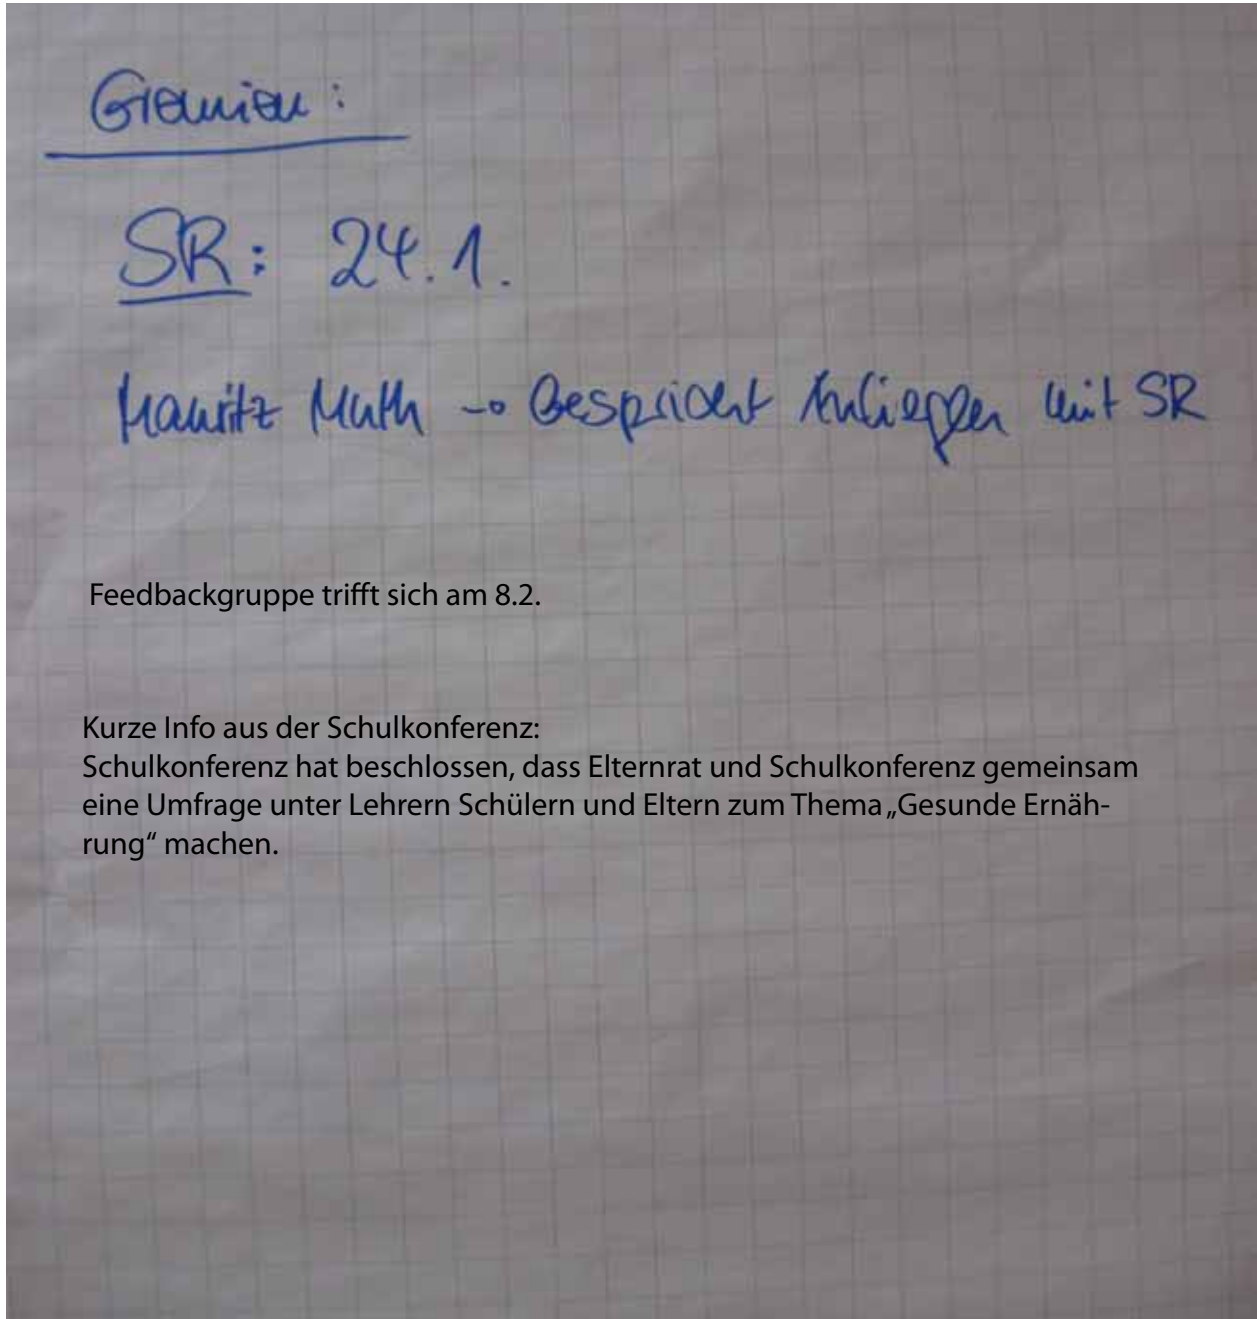 Gremien:
SR: 24.1.
Mauritz Muth → Bespricht Anliegen mit SR
Feedbackgruppe trifft sich am 8.2.
Kurze Info aus der Schulkonferenz:
Schulkonferenz hat beschlossen, dass Elternrat und Schulkonferenz gemeinsam
eine Umfrage unter Lehrern Schülern und Eltern zum Thema „Gesunde Ernäh-
rung“ machen.